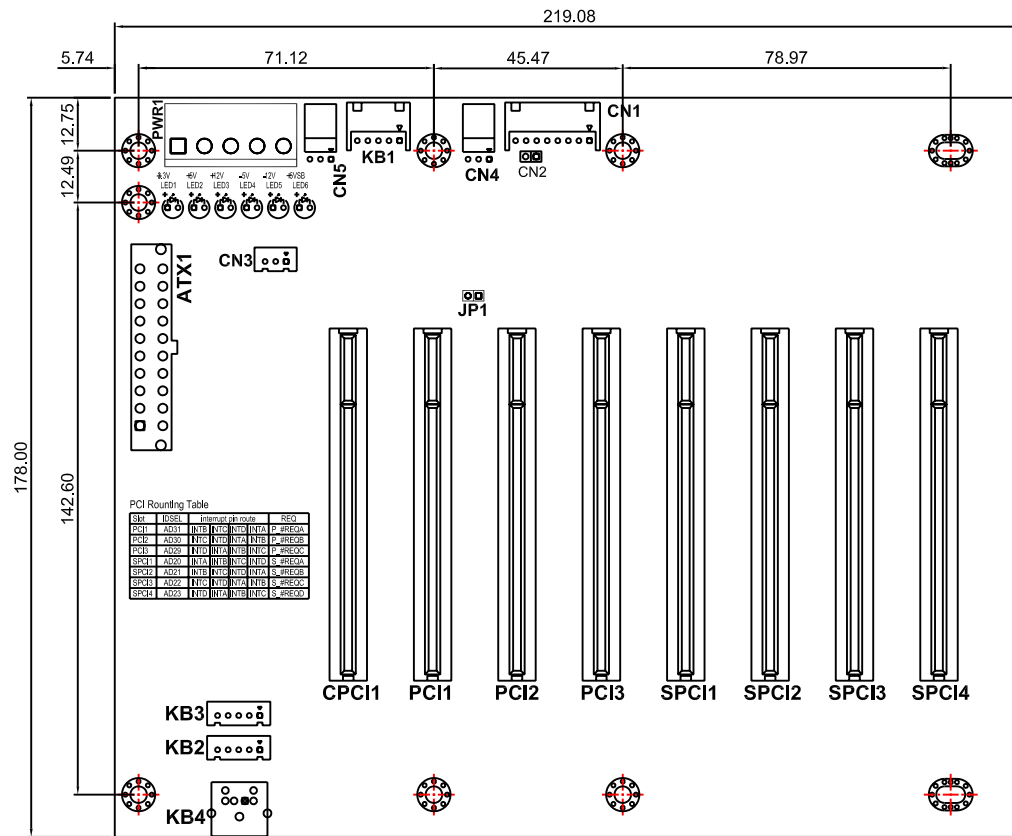 219.08
5.74
71.12
45.47
78.97
12.75
12.49
142.60
178.00
PWR1
CN5
KB1
CN4
CN1
CN2
+3.3V +5V +12V -5V -12V +5VSB
LED1 LED2 LED3 LED4 LED5 LED6
ATX1
CN3
JP1
PCI Rounting Table
Slot IDSEL interrupt pin route REQ
PCI1 AD31 INTB INTC INTD INTA P_#REQA
PCI2 AD30 INTC INTD INTA INTB P_#REQB
PCI3 AD29 INTD INTA INTB INTC P_#REQC
SPCI1 AD20 INTA INTB INTC INTD S_#REQA
SPCI2 AD21 INTB INTC INTD INTA S_#REQB
SPCI3 AD22 INTC INTD INTA INTB S_#REQC
SPCI4 AD23 INTD INTA INTB INTC S_#REQD
CPCI1 PCI1 PCI2 PCI3 SPCI1 SPCI2 SPCI3 SPCI4
KB3
KB2
KB4